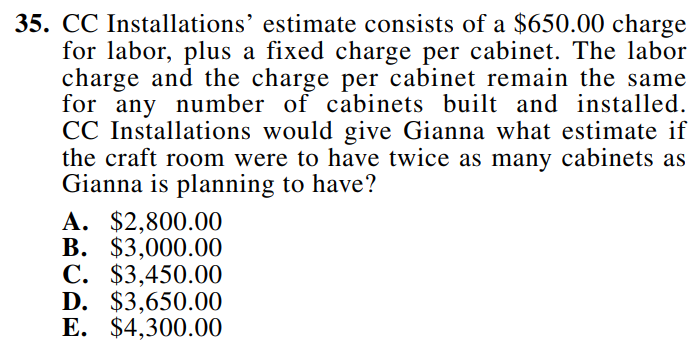 35. CC Installations’ estimate consists of a $650.00 charge
for labor, plus a fixed charge per cabinet. The labor
charge and the charge per cabinet remain the same
for any number of cabinets built and installed.
CC Installations would give Gianna what estimate if
the craft room were to have twice as many cabinets as
Gianna is planning to have?
A. $2,800.00
B. $3,000.00
C. $3,450.00
D. $3,650.00
E. $4,300.00